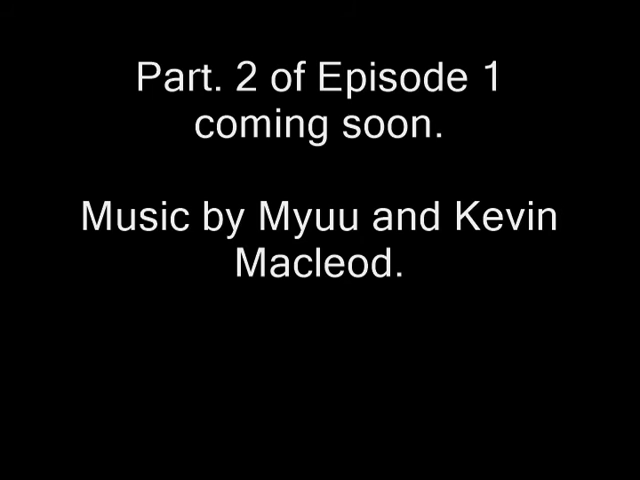 Part. 2 of Episode 1
coming soon.
Music by Myuu and Kevin
Macleod.